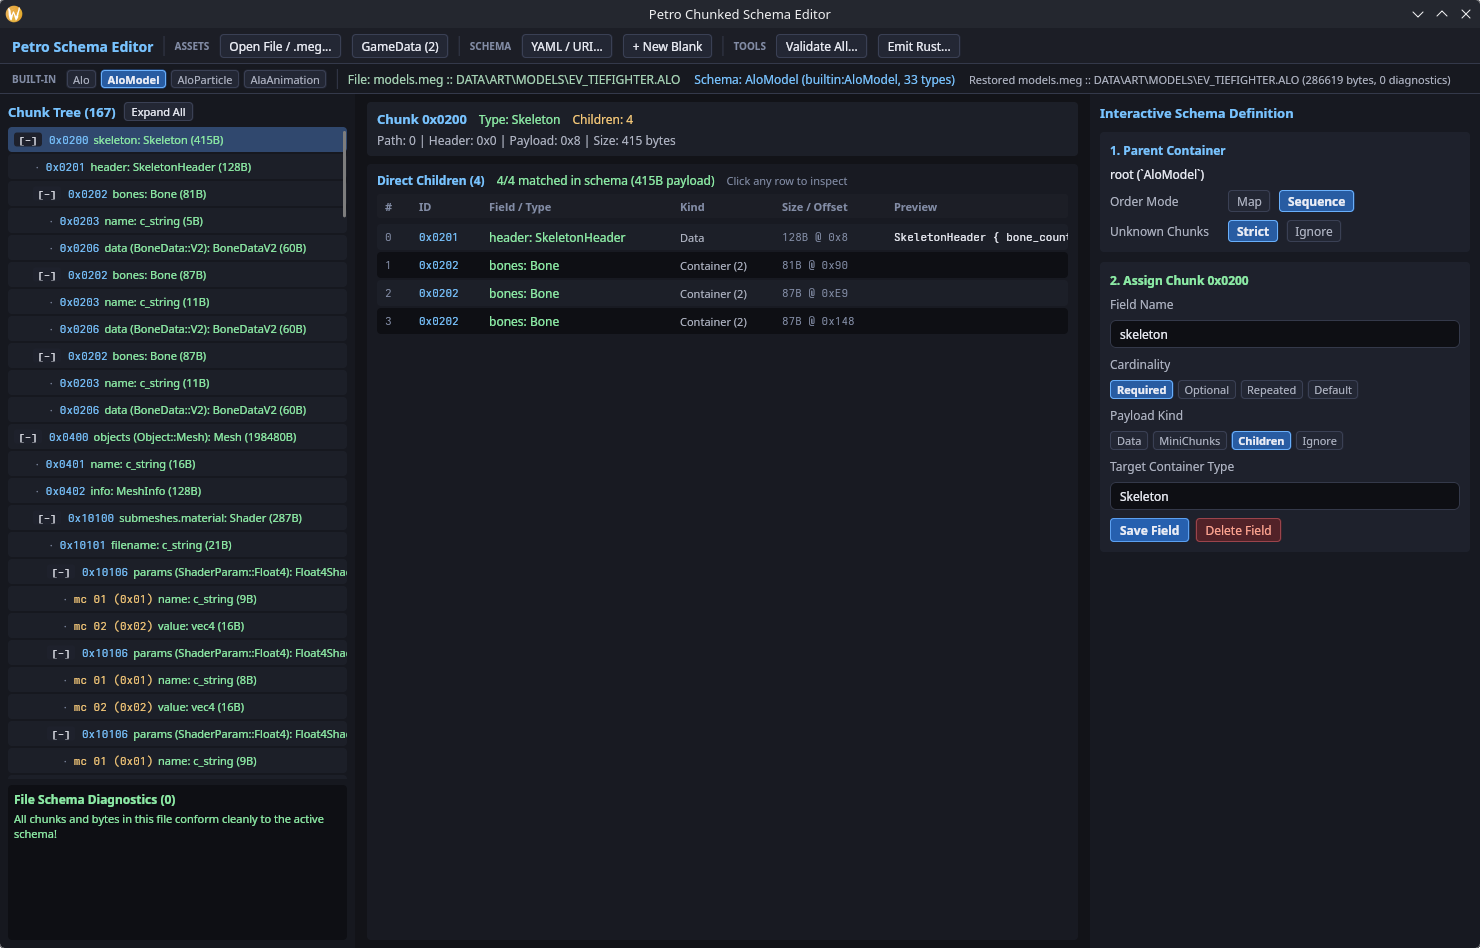 Petro Chunked Schema Editor
Petro Schema Editor ASSETS Open File / .meg... GameData (2) SCHEMA YAML / URI... + New Blank TOOLS Validate All... Emit Rust...
BUILT-IN Alo AloModel AloParticle AlaAnimation File: models.meg :: DATA\ART\MODELS\EV_TIEFIGHTER.ALO Schema: AloModel (builtin:AloModel, 33 types) Restored models.meg :: DATA\ART\MODELS\EV_TIEFIGHTER.ALO (286619 bytes, 0 diagnostics)
Chunk Tree (167) Expand All
[-] 0x0200 skeleton: Skeleton (415B)
· 0x0201 header: SkeletonHeader (128B)
[-] 0x0202 bones: Bone (81B)
· 0x0203 name: c_string (5B)
· 0x0206 data (BoneData::V2): BoneDataV2 (60B)
[-] 0x0202 bones: Bone (87B)
· 0x0203 name: c_string (11B)
· 0x0206 data (BoneData::V2): BoneDataV2 (60B)
[-] 0x0202 bones: Bone (87B)
· 0x0203 name: c_string (11B)
· 0x0206 data (BoneData::V2): BoneDataV2 (60B)
[-] 0x0400 objects (Object::Mesh): Mesh (198480B)
· 0x0401 name: c_string (16B)
· 0x0402 info: MeshInfo (128B)
[-] 0x10100 submeshes.material: Shader (287B)
· 0x10101 filename: c_string (21B)
[-] 0x10106 params (ShaderParam::Float4): Float4Sha
· mc 01 (0x01) name: c_string (9B)
· mc 02 (0x02) value: vec4 (16B)
[-] 0x10106 params (ShaderParam::Float4): Float4Sha
· mc 01 (0x01) name: c_string (8B)
· mc 02 (0x02) value: vec4 (16B)
[-] 0x10106 params (ShaderParam::Float4): Float4Sha
· mc 01 (0x01) name: c_string (9B)
File Schema Diagnostics (0)
All chunks and bytes in this file conform cleanly to the active
schema!
Chunk 0x0200 Type: Skeleton Children: 4
Path: 0 | Header: 0x0 | Payload: 0x8 | Size: 415 bytes
Direct Children (4) 4/4 matched in schema (415B payload) Click any row to inspect
# ID Field / Type Kind Size / Offset Preview
0 0x0201 header: SkeletonHeader Data 128B @ 0x8 SkeletonHeader { bone_count
1 0x0202 bones: Bone Container (2) 81B @ 0x90
2 0x0202 bones: Bone Container (2) 87B @ 0xE9
3 0x0202 bones: Bone Container (2) 87B @ 0x148
Interactive Schema Definition
1. Parent Container
root (`AloModel`)
Order Mode Map Sequence
Unknown Chunks Strict Ignore
2. Assign Chunk 0x0200
Field Name
skeleton
Cardinality
Required Optional Repeated Default
Payload Kind
Data MiniChunks Children Ignore
Target Container Type
Skeleton
Save Field Delete Field